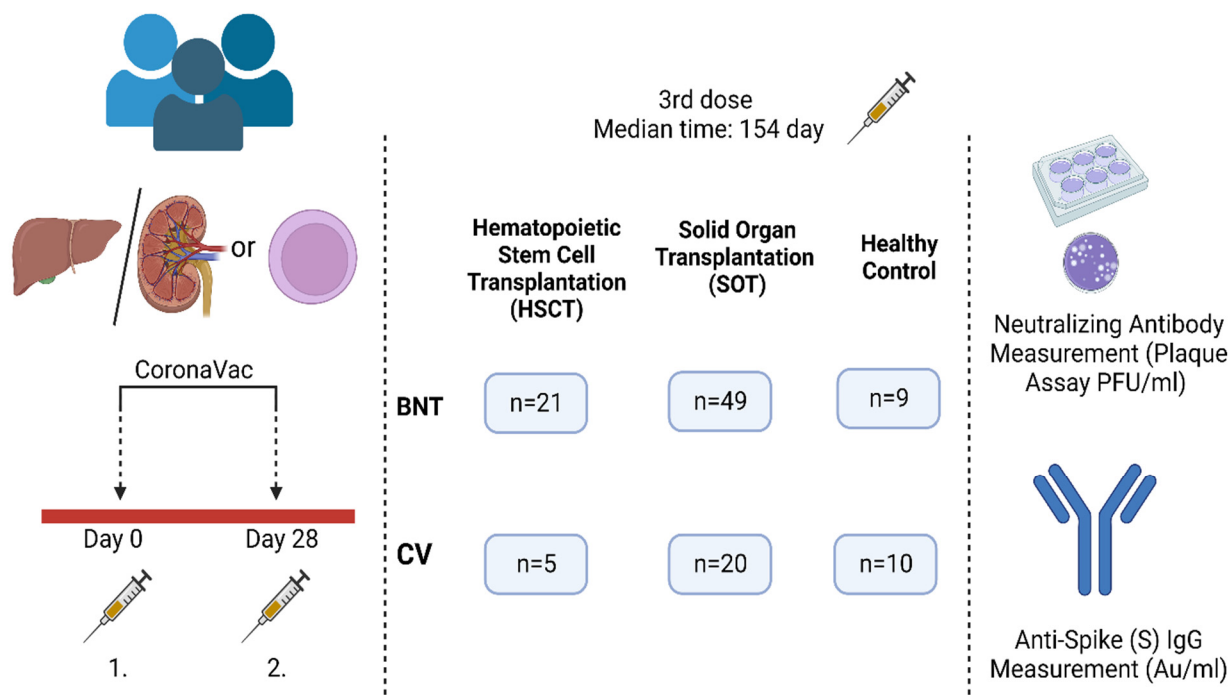 or
CoronaVac
Day 0
Day 28
1.
2.
3rd dose
Median time: 154 day
Hematopoietic
Stem Cell
Transplantation
(HSCT)
Solid Organ
Transplantation
(SOT)
Healthy
Control
BNT
n=21
n=49
n=9
CV
n=5
n=20
n=10
Neutralizing Antibody
Measurement (Plaque
Assay PFU/ml)
Anti-Spike (S) IgG
Measurement (Au/ml)